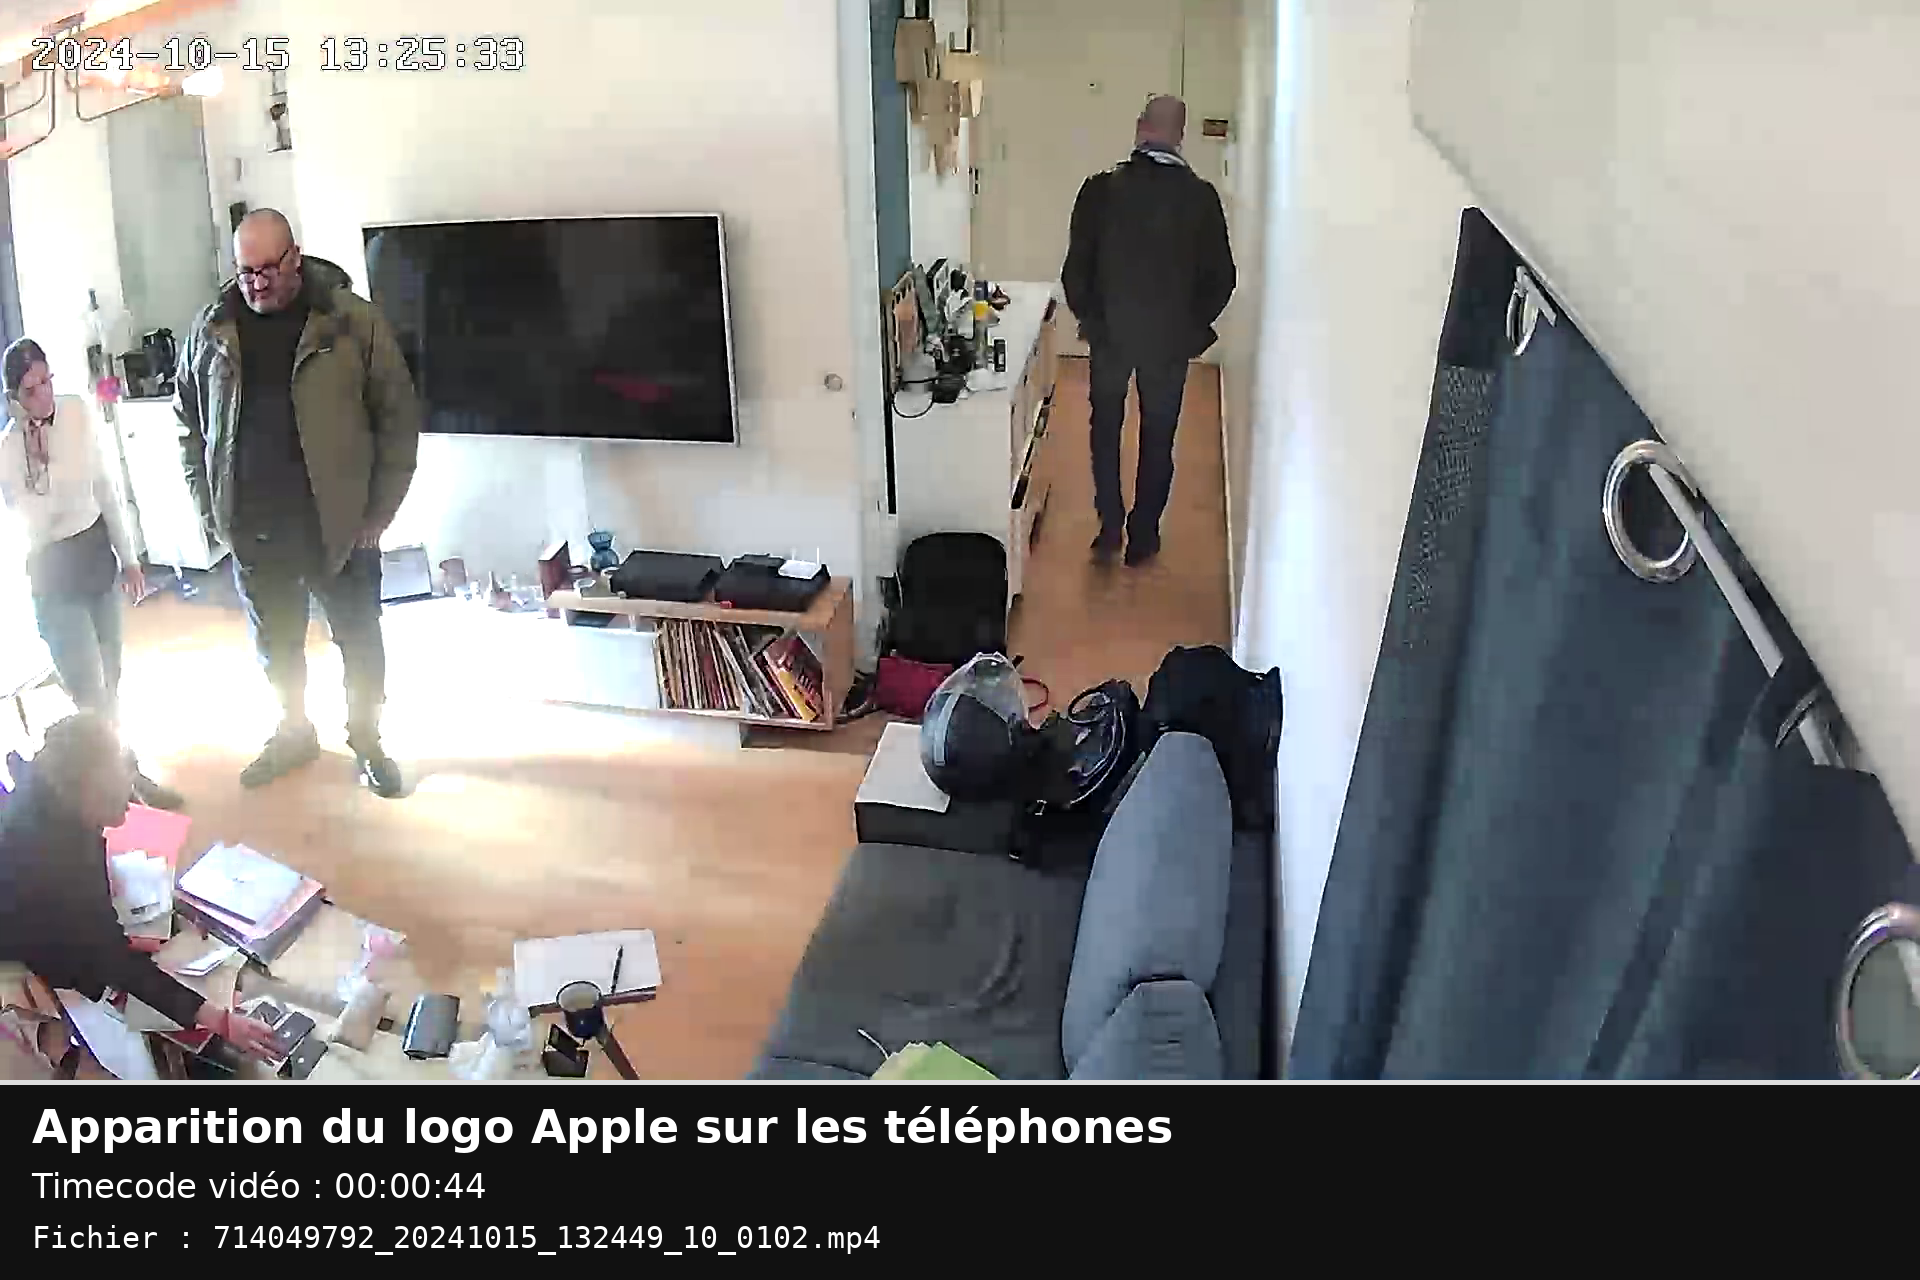 2024-10-15 13:25:33
Apparition du logo Apple sur les téléphones
Timecode vidéo : 00:00:44
Fichier : 714049792_20241015_132449_10_0102.mp4